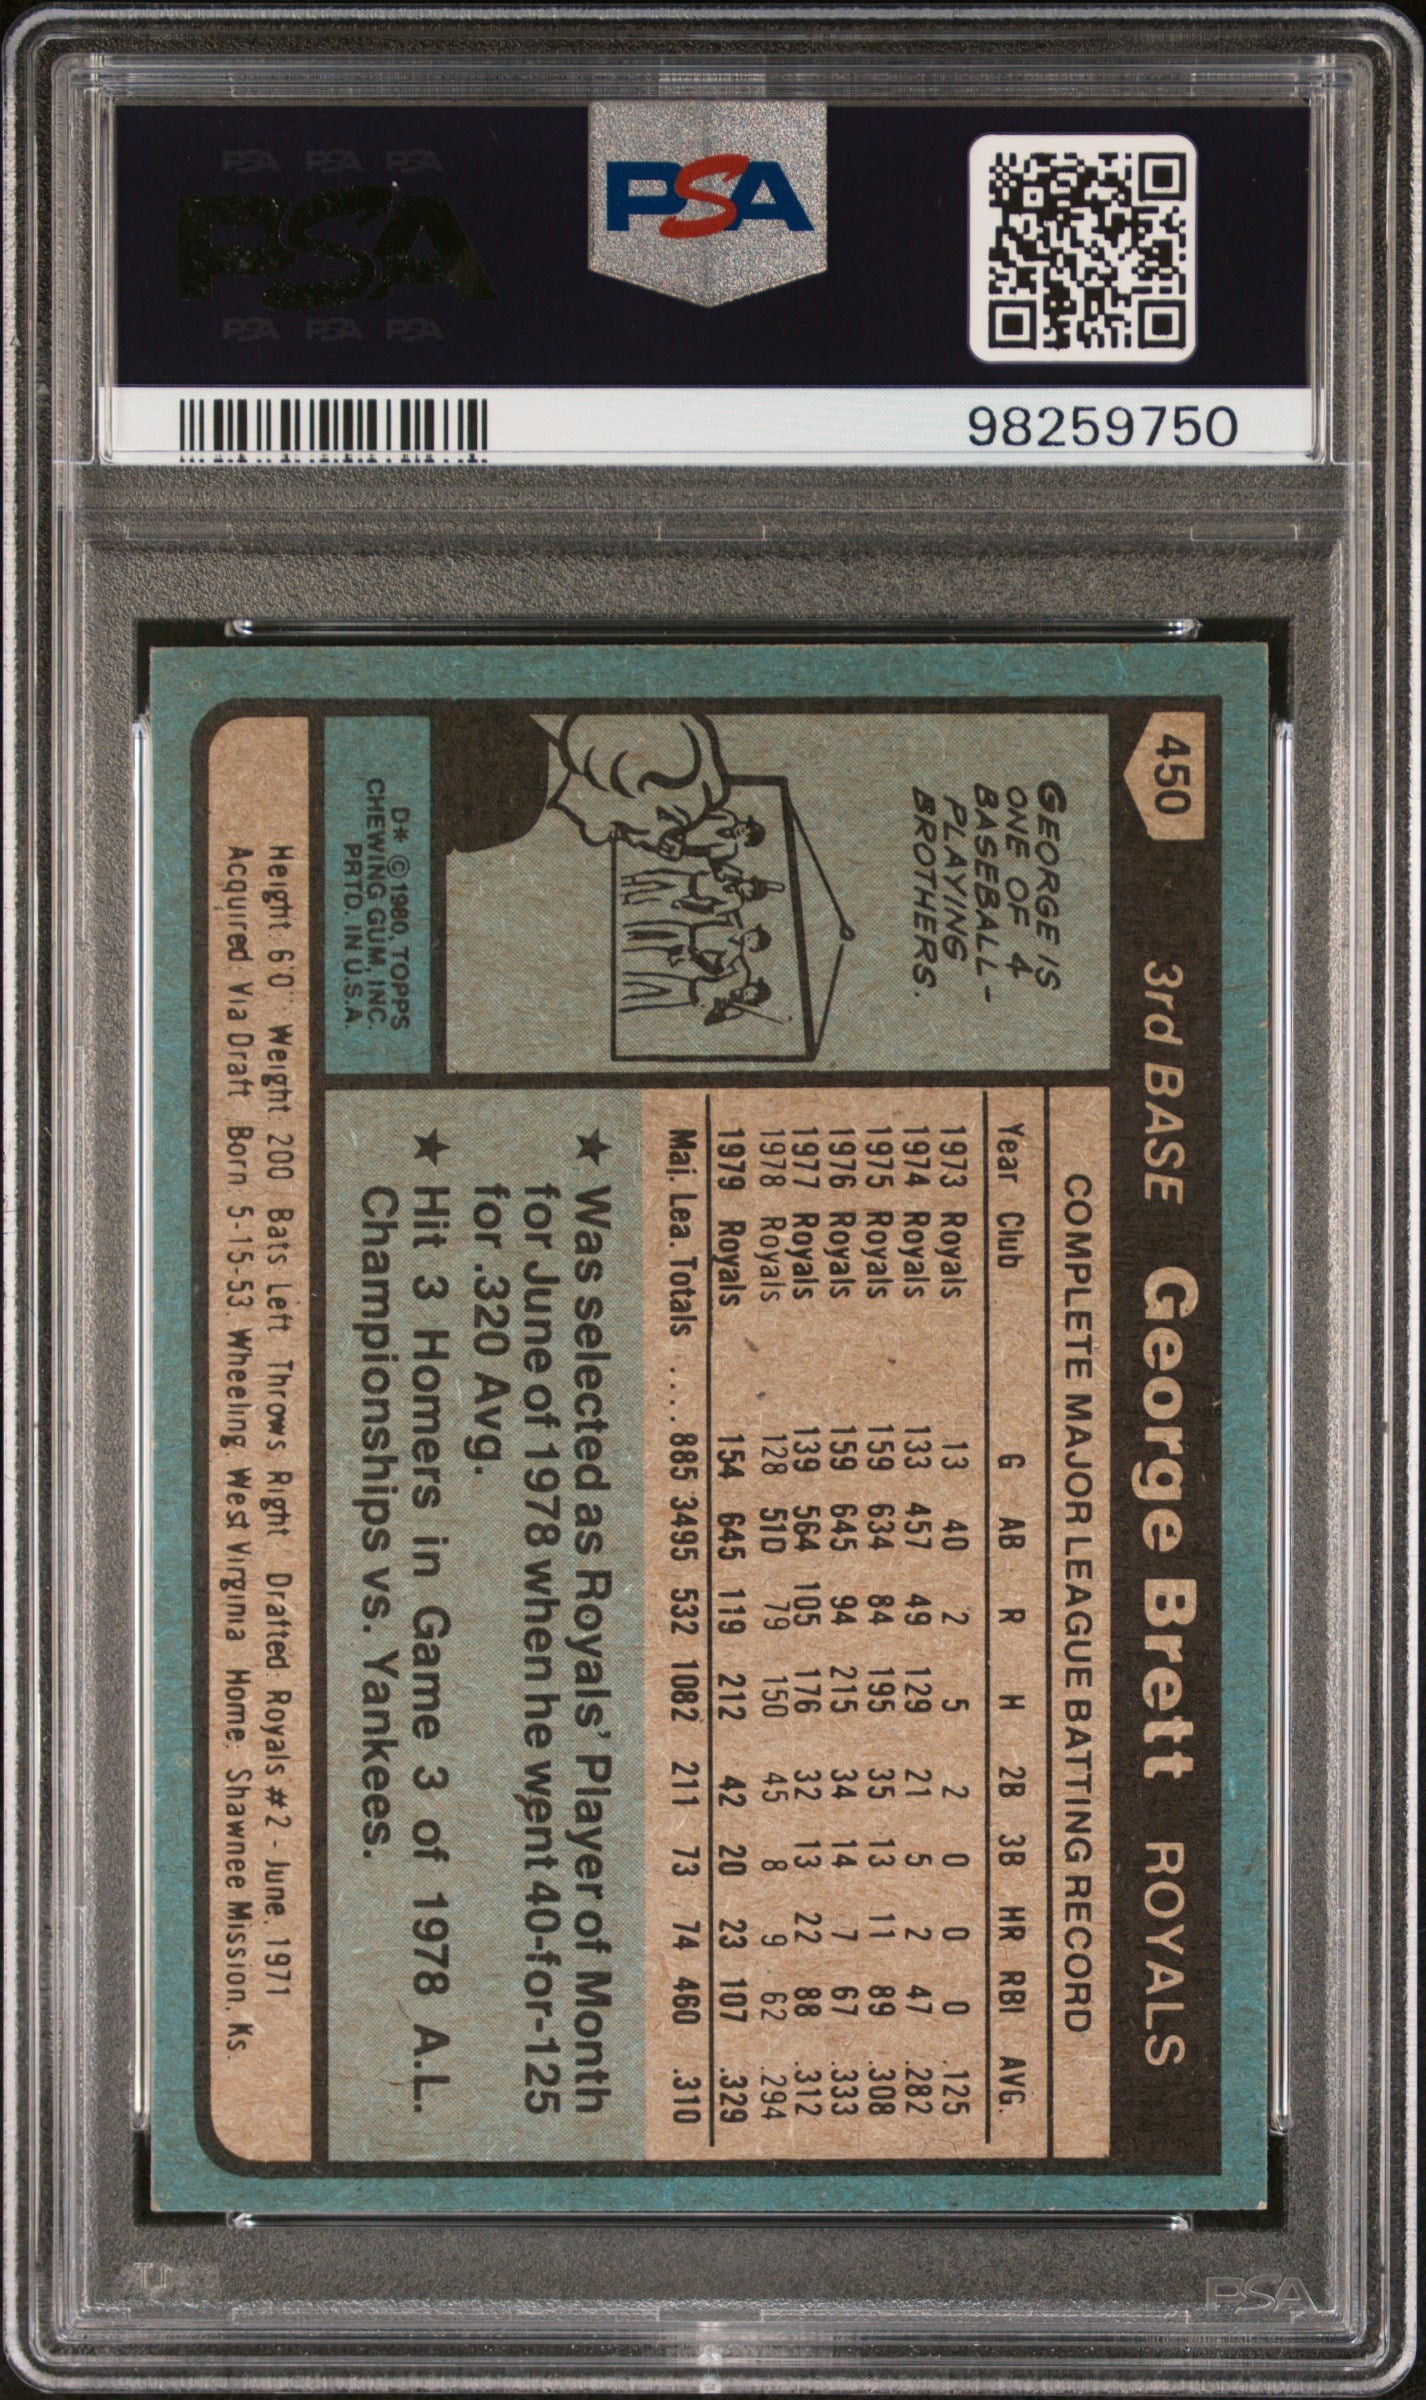 PSA PSA PSA
PSA
PSA PSA PSA
PSA
98259750
450 3rd BASE George Brett ROYALS
GEORGE IS
ONE OF 4
BASEBALL-
PLAYING
BROTHERS.
D* © 1980, TOPPS
CHEWING GUM, INC.
PRTD. IN U.S.A.
COMPLETE MAJOR LEAGUE BATTING RECORD
Year Club G AB R H 2B 3B HR RBI AVG.
1973 Royals 13 40 2 5 2 0 0 0 .125
1974 Royals 133 457 49 129 21 5 2 47 .282
1975 Royals 159 634 84 195 35 13 11 89 .308
1976 Royals 159 645 94 215 34 14 7 67 .333
1977 Royals 139 564 105 176 32 13 22 88 .312
1978 Royals 128 510 79 150 45 8 9 62 .294
1979 Royals 154 645 119 212 42 20 23 107 .329
Maj. Lea. Totals .... 885 3495 532 1082 211 73 74 460 .310
★ Was selected as Royals' Player of Month
for June of 1978 when he went 40-for-125
for .320 Avg.
★ Hit 3 Homers in Game 3 of 1978 A.L.
Championships vs. Yankees.
Height: 6'0" Weight: 200 Bats: Left Throws: Right Drafted: Royals #2 - June, 1971
Acquired: Via Draft Born: 5-15-53, Wheeling, West Virginia Home: Shawnee Mission, Ks.
PSA